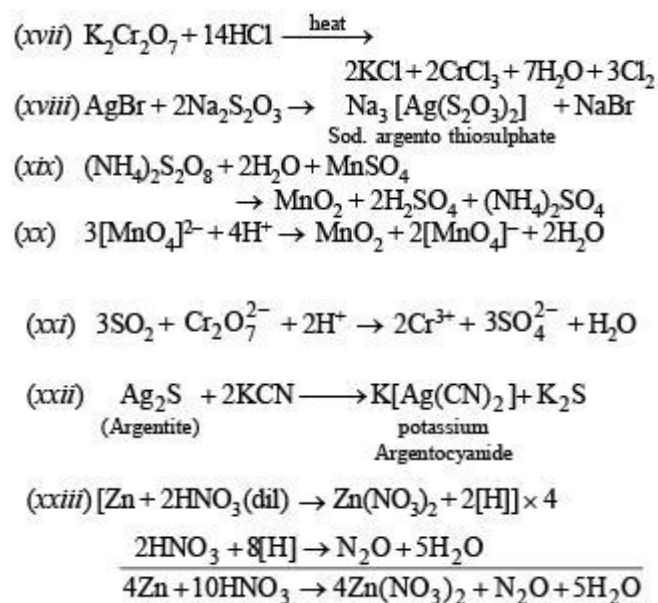 (xvii) K₂Cr₂O₇ + 14HCl —heat→
2KCl + 2CrCl₃ + 7H₂O + 3Cl₂
(xviii) AgBr + 2Na₂S₂O₃ → Na₃[Ag(S₂O₃)₂] + NaBr
Sod. argento thiosulphate
(xix) (NH₄)₂S₂O₈ + 2H₂O + MnSO₄
→ MnO₂ + 2H₂SO₄ + (NH₄)₂SO₄
(xx) 3[MnO₄]²⁻ + 4H⁺ → MnO₂ + 2[MnO₄]⁻ + 2H₂O
(xxi) 3SO₂ + Cr₂O₇²⁻ + 2H⁺ → 2Cr³⁺ + 3SO₄²⁻ + H₂O
(xxii) Ag₂S + 2KCN ⟶ K[Ag(CN)₂] + K₂S
(Argentite) potassium
Argentocyanide
(xxiii) [Zn + 2HNO₃(dil) → Zn(NO₃)₂ + 2[H]] × 4
2HNO₃ + 8[H] → N₂O + 5H₂O
4Zn + 10HNO₃ → 4Zn(NO₃)₂ + N₂O + 5H₂O